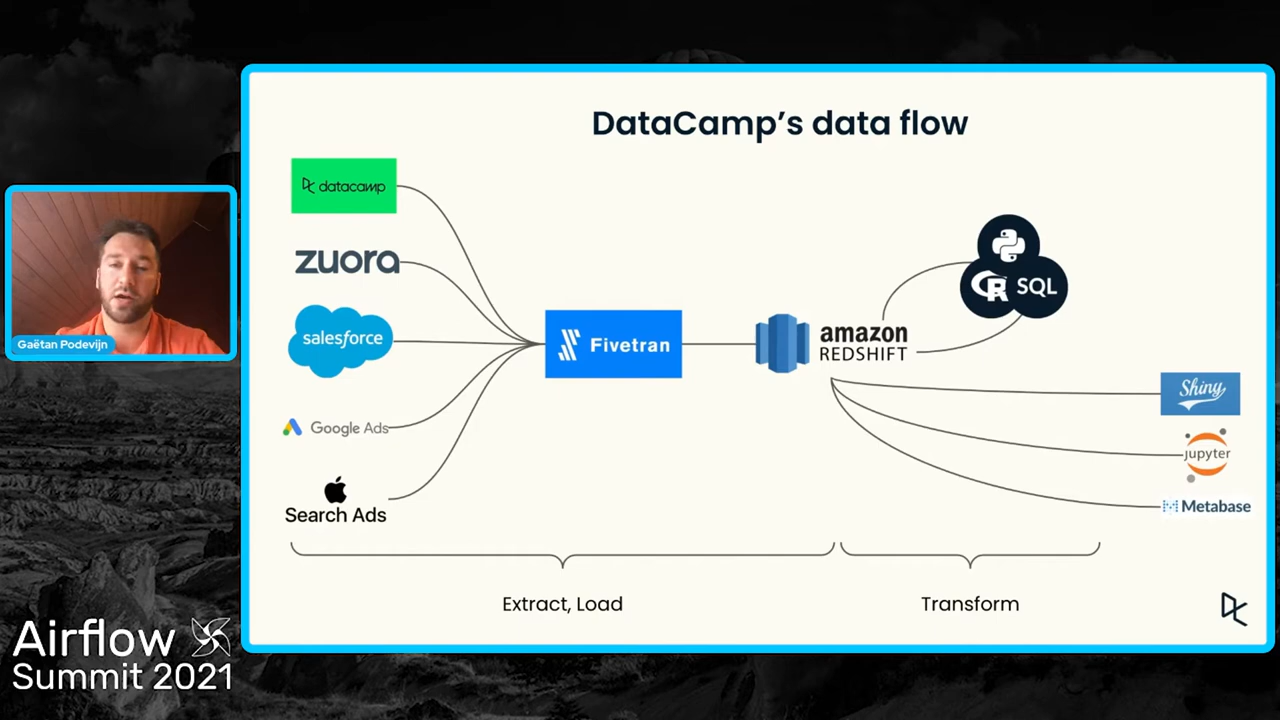 DataCamp's data flow
datacamp
zuora
salesforce
Google Ads
Search Ads
Fivetran
amazon
REDSHIFT
R SQL
Shiny
jupyter
Metabase
Extract, Load
Transform
Gaëtan Podevijn
Airflow
Summit 2021